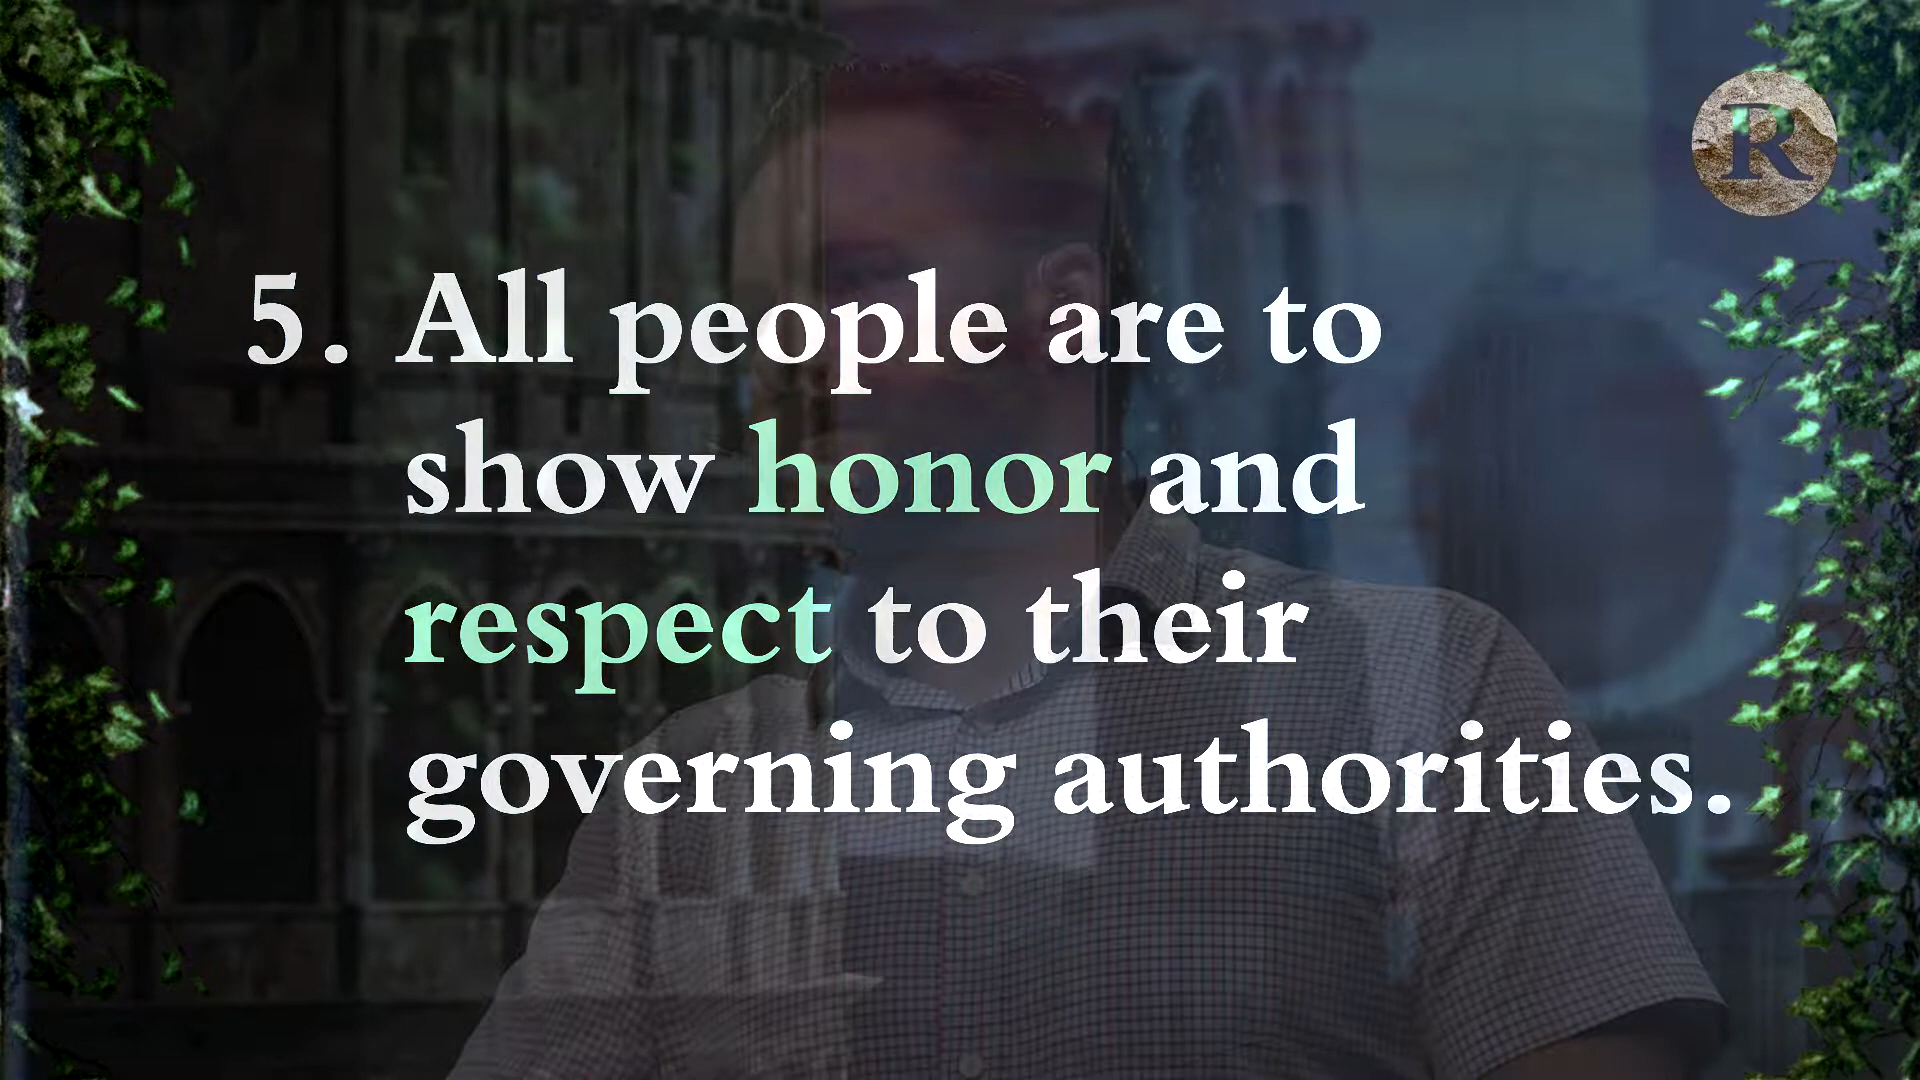 R
5. All people are to
show honor and
respect to their
governing authorities.